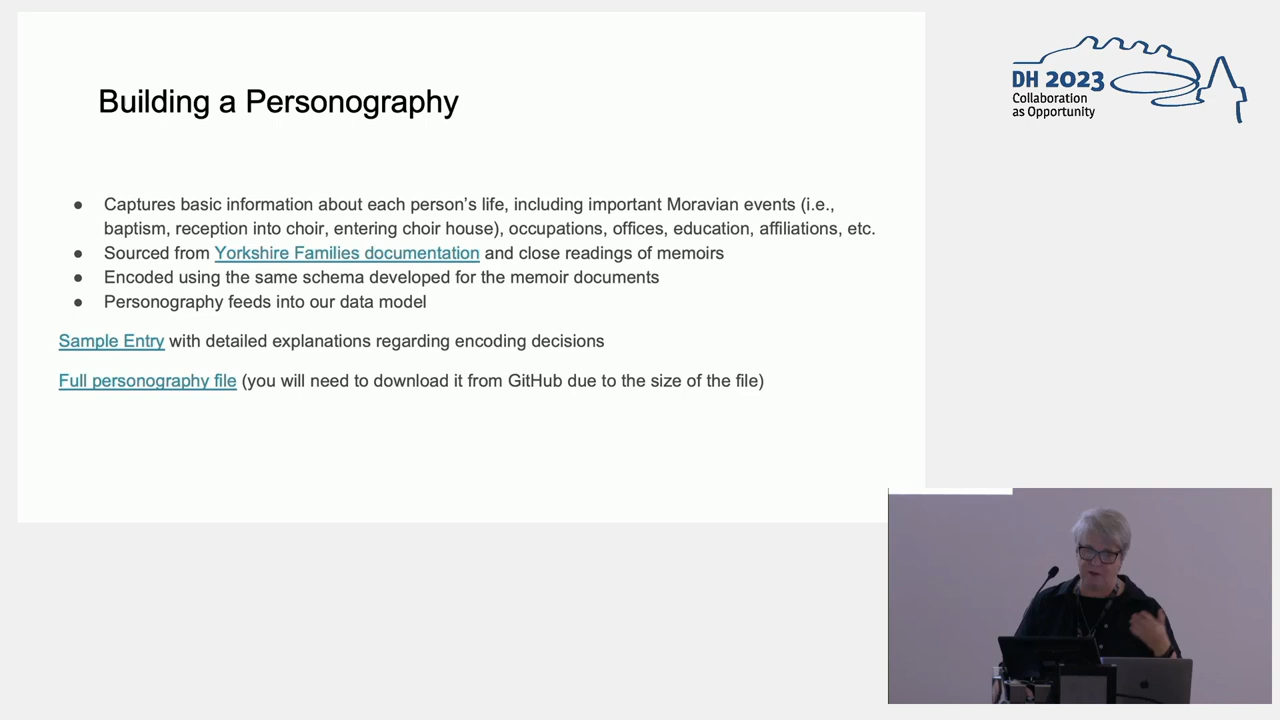 Building a Personography
● Captures basic information about each person's life, including important Moravian events (i.e.,
baptism, reception into choir, entering choir house), occupations, offices, education, affiliations, etc.
● Sourced from Yorkshire Families documentation and close readings of memoirs
● Encoded using the same schema developed for the memoir documents
● Personography feeds into our data model
Sample Entry with detailed explanations regarding encoding decisions
Full personography file (you will need to download it from GitHub due to the size of the file)
DH 2023
Collaboration
as Opportunity